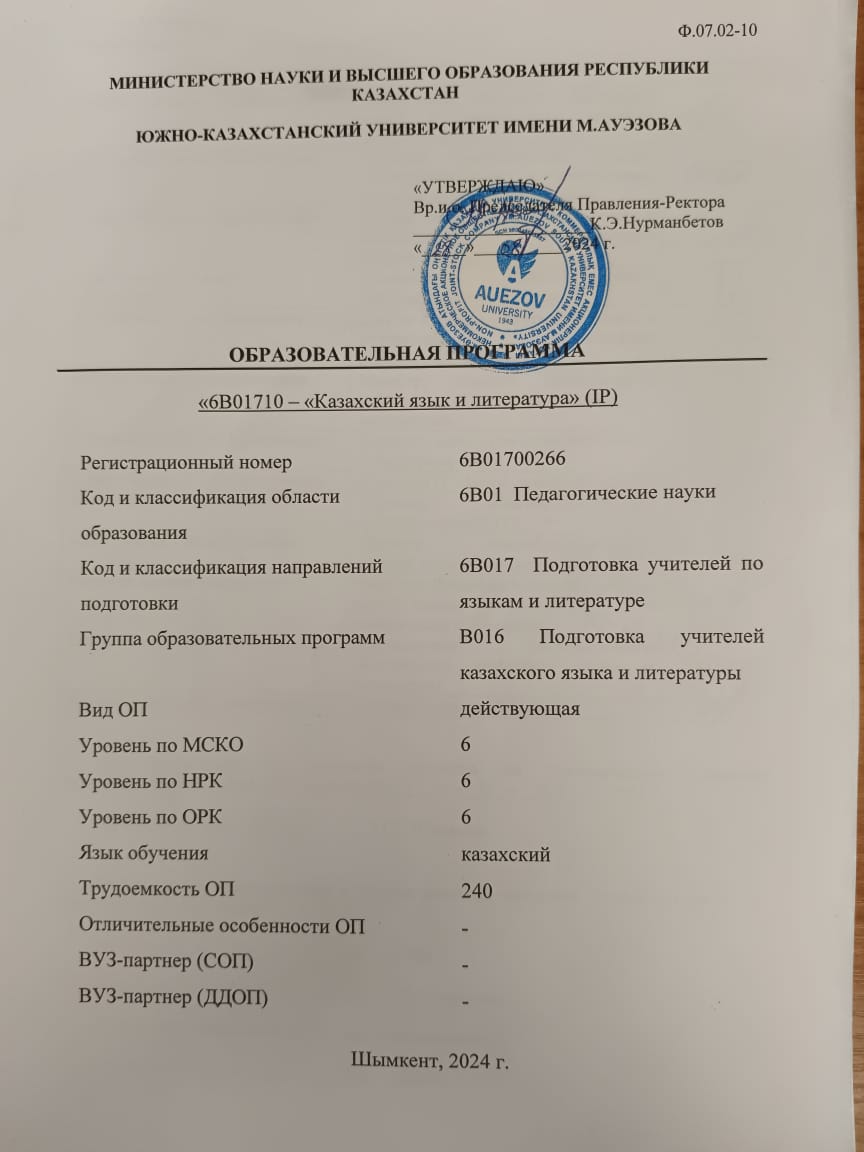 Ф.07.02-10
МИНИСТЕРСТВО НАУКИ И ВЫСШЕГО ОБРАЗОВАНИЯ РЕСПУБЛИКИ
КАЗАХСТАН
ЮЖНО-КАЗАХСТАНСКИЙ УНИВЕРСИТЕТ ИМЕНИ М.АУЭЗОВА
«УТВЕРЖДАЮ»
Вр.и.о. Председателя Правления-Ректора
К.Э.Нурманбетов
« » 2024 г.
AUEZOV
UNIVERSITY
1943
ОБРАЗОВАТЕЛЬНАЯ ПРОГРАММА
«6В01710 – «Казахский язык и литература» (IP)
Регистрационный номер 6В01700266
Код и классификация области 6В01 Педагогические науки
образования
Код и классификация направлений 6В017 Подготовка учителей по
подготовки языкам и литературе
Группа образовательных программ В016 Подготовка учителей
казахского языка и литературы
Вид ОП действующая
Уровень по МСКО 6
Уровень по НРК 6
Уровень по ОРК 6
Язык обучения казахский
Трудоемкость ОП 240
Отличительные особенности ОП -
ВУЗ-партнер (СОП) -
ВУЗ-партнер (ДДОП) -
Шымкент, 2024 г.